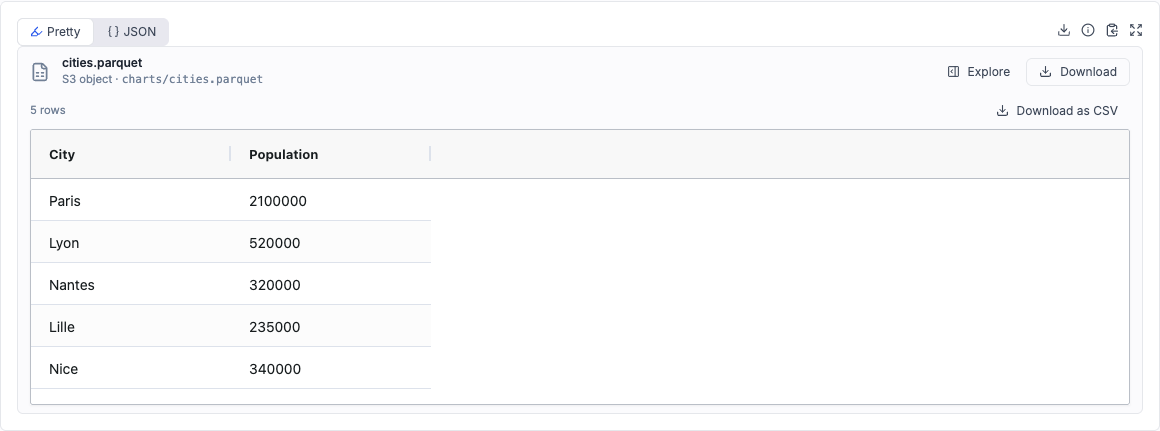 Pretty
{ } JSON
cities.parquet
S3 object · charts/cities.parquet
Explore
Download
5 rows
Download as CSV
City Population
Paris 2100000
Lyon 520000
Nantes 320000
Lille 235000
Nice 340000